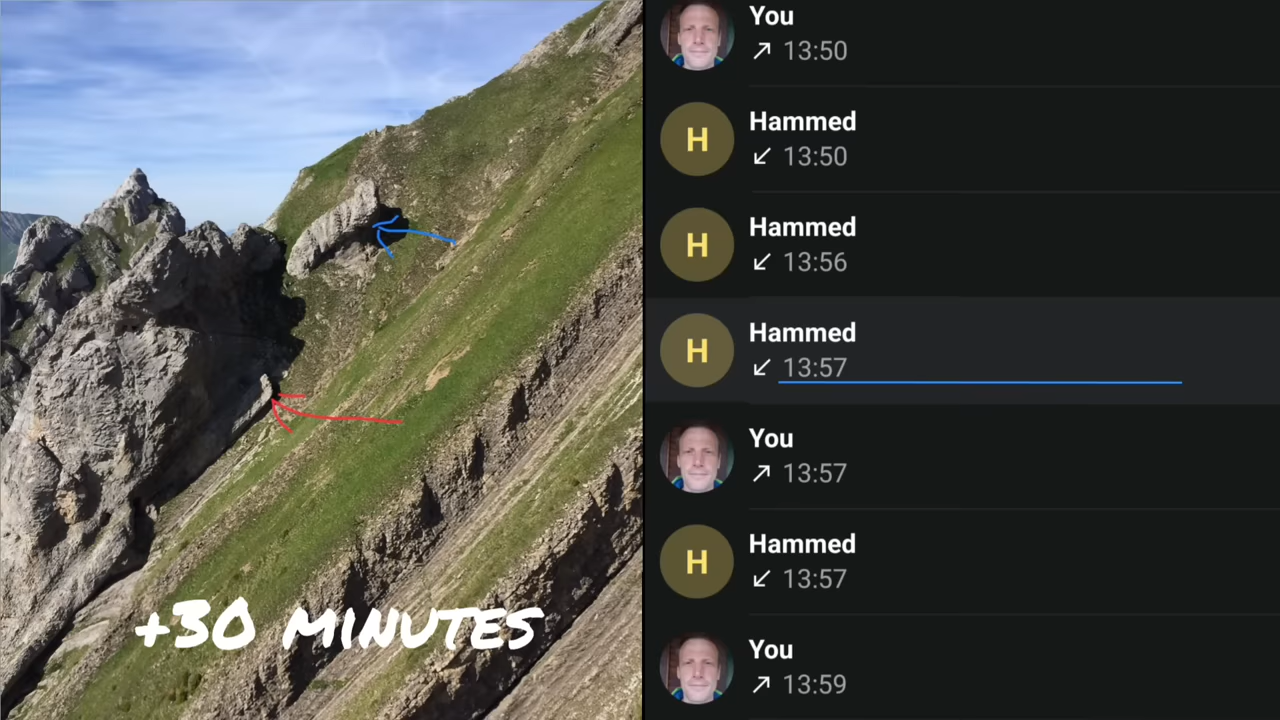 +30 MINUTES
You
↗ 13:50
H
Hammed
↙ 13:50
H
Hammed
↙ 13:56
H
Hammed
↙ 13:57
You
↗ 13:57
H
Hammed
↙ 13:57
You
↗ 13:59